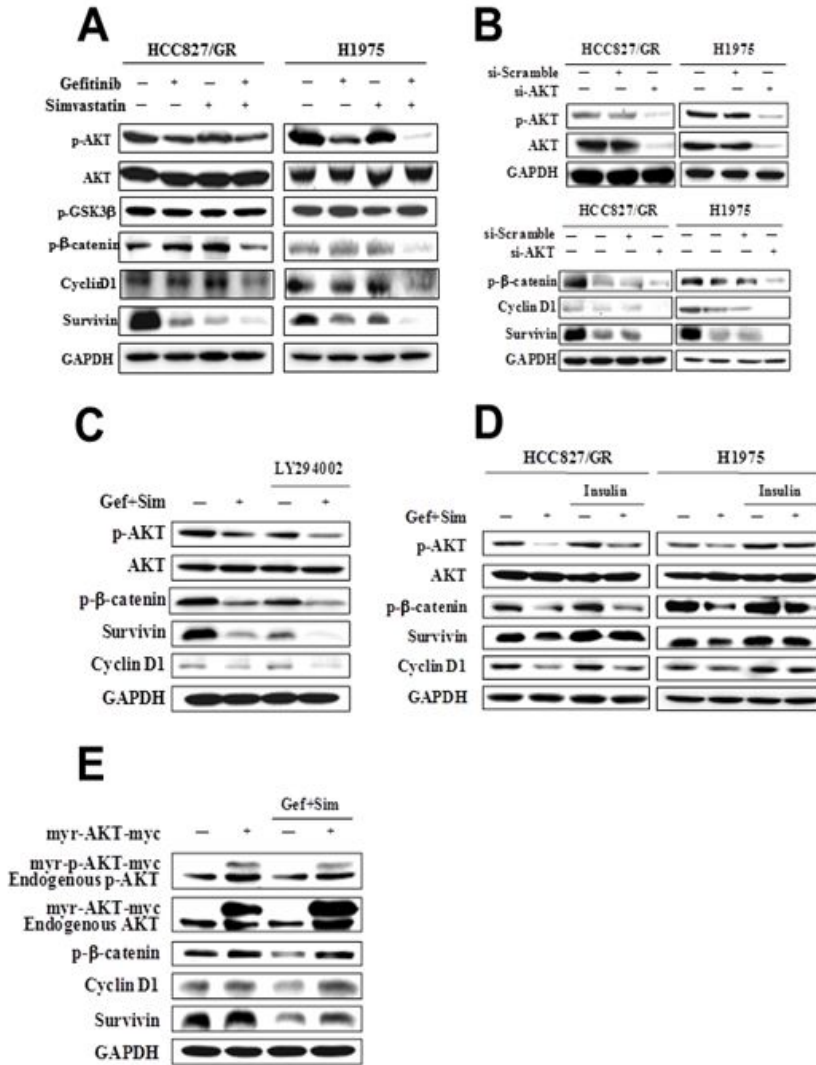 A
HCC827/GR H1975
Gefitinib – + – + – + – +
Simvastatin – – + + – – + +
p-AKT
AKT
p-GSK3β
p-β-catenin
CyclinD1
Survivin
GAPDH
B
HCC827/GR H1975
si-Scramble – + – – + –
si-AKT – – + – – +
p-AKT
AKT
GAPDH
HCC827/GR H1975
si-Scramble – – + – – – + –
si-AKT – – – + – – – +
p-β-catenin
Cyclin D1
Survivin
GAPDH
C
LY294002
Gef+Sim – + – +
p-AKT
AKT
p-β-catenin
Survivin
Cyclin D1
GAPDH
D
HCC827/GR H1975
Insulin Insulin
Gef+Sim – + – + – + – +
p-AKT
AKT
p-β-catenin
Survivin
Cyclin D1
GAPDH
E
Gef+Sim
myr-AKT-myc – + – +
myr-p-AKT-myc
Endogenous p-AKT
myr-AKT-myc
Endogenous AKT
p-β-catenin
Cyclin D1
Survivin
GAPDH